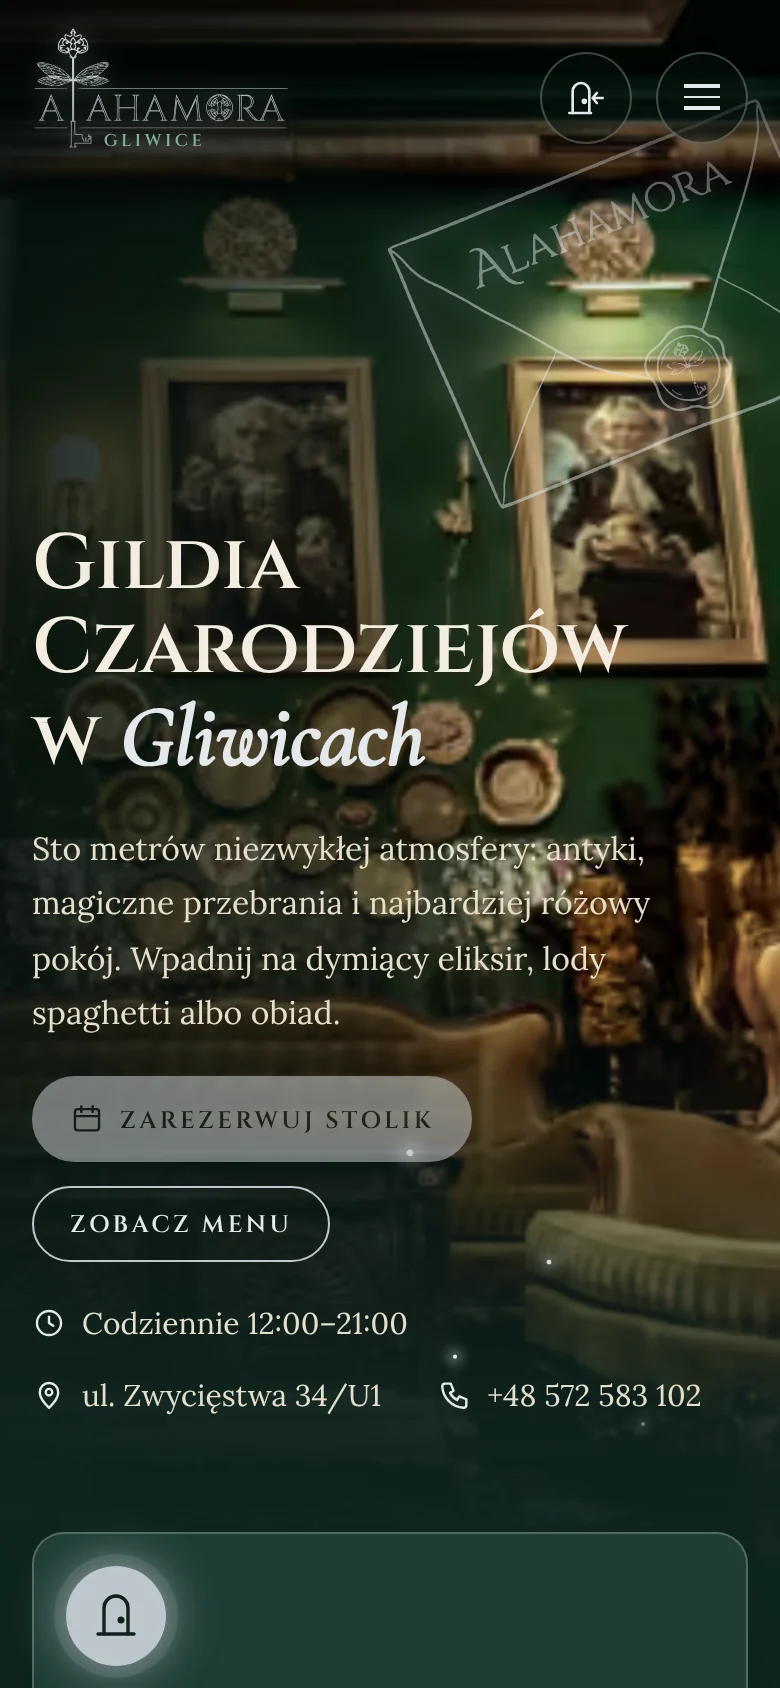 ALAHAMORA
GLIWICE
ALAHAMORA
Gildia
Czarodziejów
w Gliwicach
Sto metrów niezwykłej atmosfery: antyki,
magiczne przebrania i najbardziej różowy
pokój. Wpadnij na dymiący eliksir, lody
spaghetti albo obiad.
ZAREZERWUJ STOLIK
ZOBACZ MENU
Codziennie 12:00–21:00
ul. Zwycięstwa 34/U1
+48 572 583 102